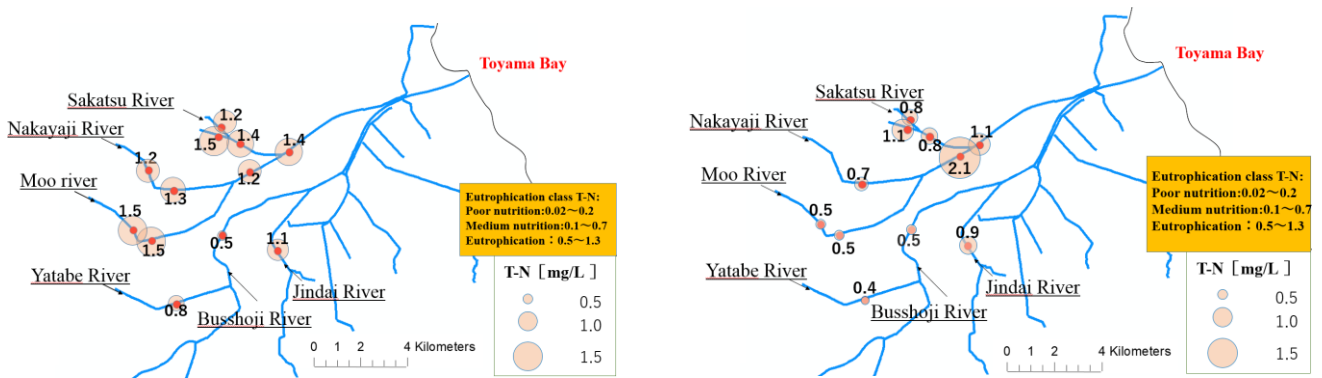 Toyama Bay
Sakatsu River
1.2
Nakayaji River
1.5
1.4
1.4
1.2
1.2
1.3
Moo river
1.5
1.5
0.5
1.1
Yatabe River
0.8
Jindai River
Busshoji River
0 1 2 4 Kilometers
Eutrophication class T-N:
Poor nutrition:0.02～0.2
Medium nutrition:0.1～0.7
Eutrophication：0.5～1.3
T-N［mg/L］
0.5
1.0
1.5
Toyama Bay
Sakatsu River
0.8
Nakayaji River
1.1
0.8
1.1
2.1
0.7
Moo River
0.5
0.5
0.5
0.9
Yatabe River
0.4
Jindai River
Busshoji River
0 1 2 4 Kilometers
Eutrophication class T-N:
Poor nutrition:0.02～0.2
Medium nutrition:0.1～0.7
Eutrophication：0.5～1.3
T-N［mg/L］
0.5
1.0
1.5